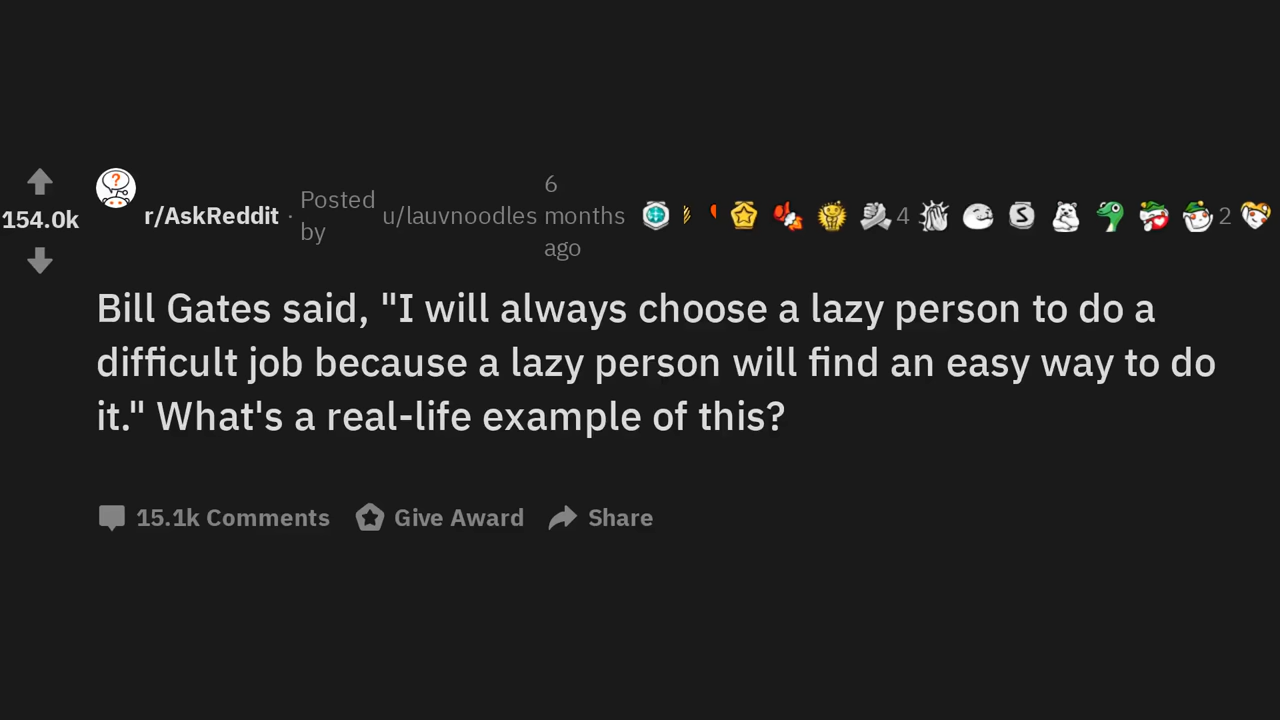 154.0k
r/AskReddit · Posted by u/lauvnoodles 6 months ago 4 2
Bill Gates said, "I will always choose a lazy person to do a
difficult job because a lazy person will find an easy way to do
it." What's a real-life example of this?
15.1k Comments Give Award Share